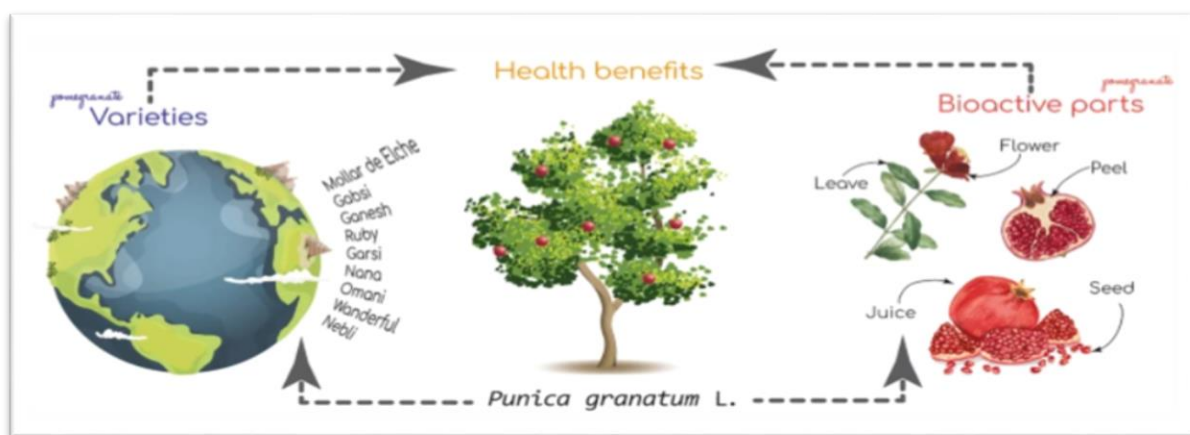 Health benefits
pomegranate
Varieties
Mollar de Elche
Gabsi
Ganesh
Ruby
Garsi
Nana
Omani
Wanderful
Nebli
pomegranate
Bioactive parts
Flower
Leave
Peel
Juice
Seed
Punica granatum L.